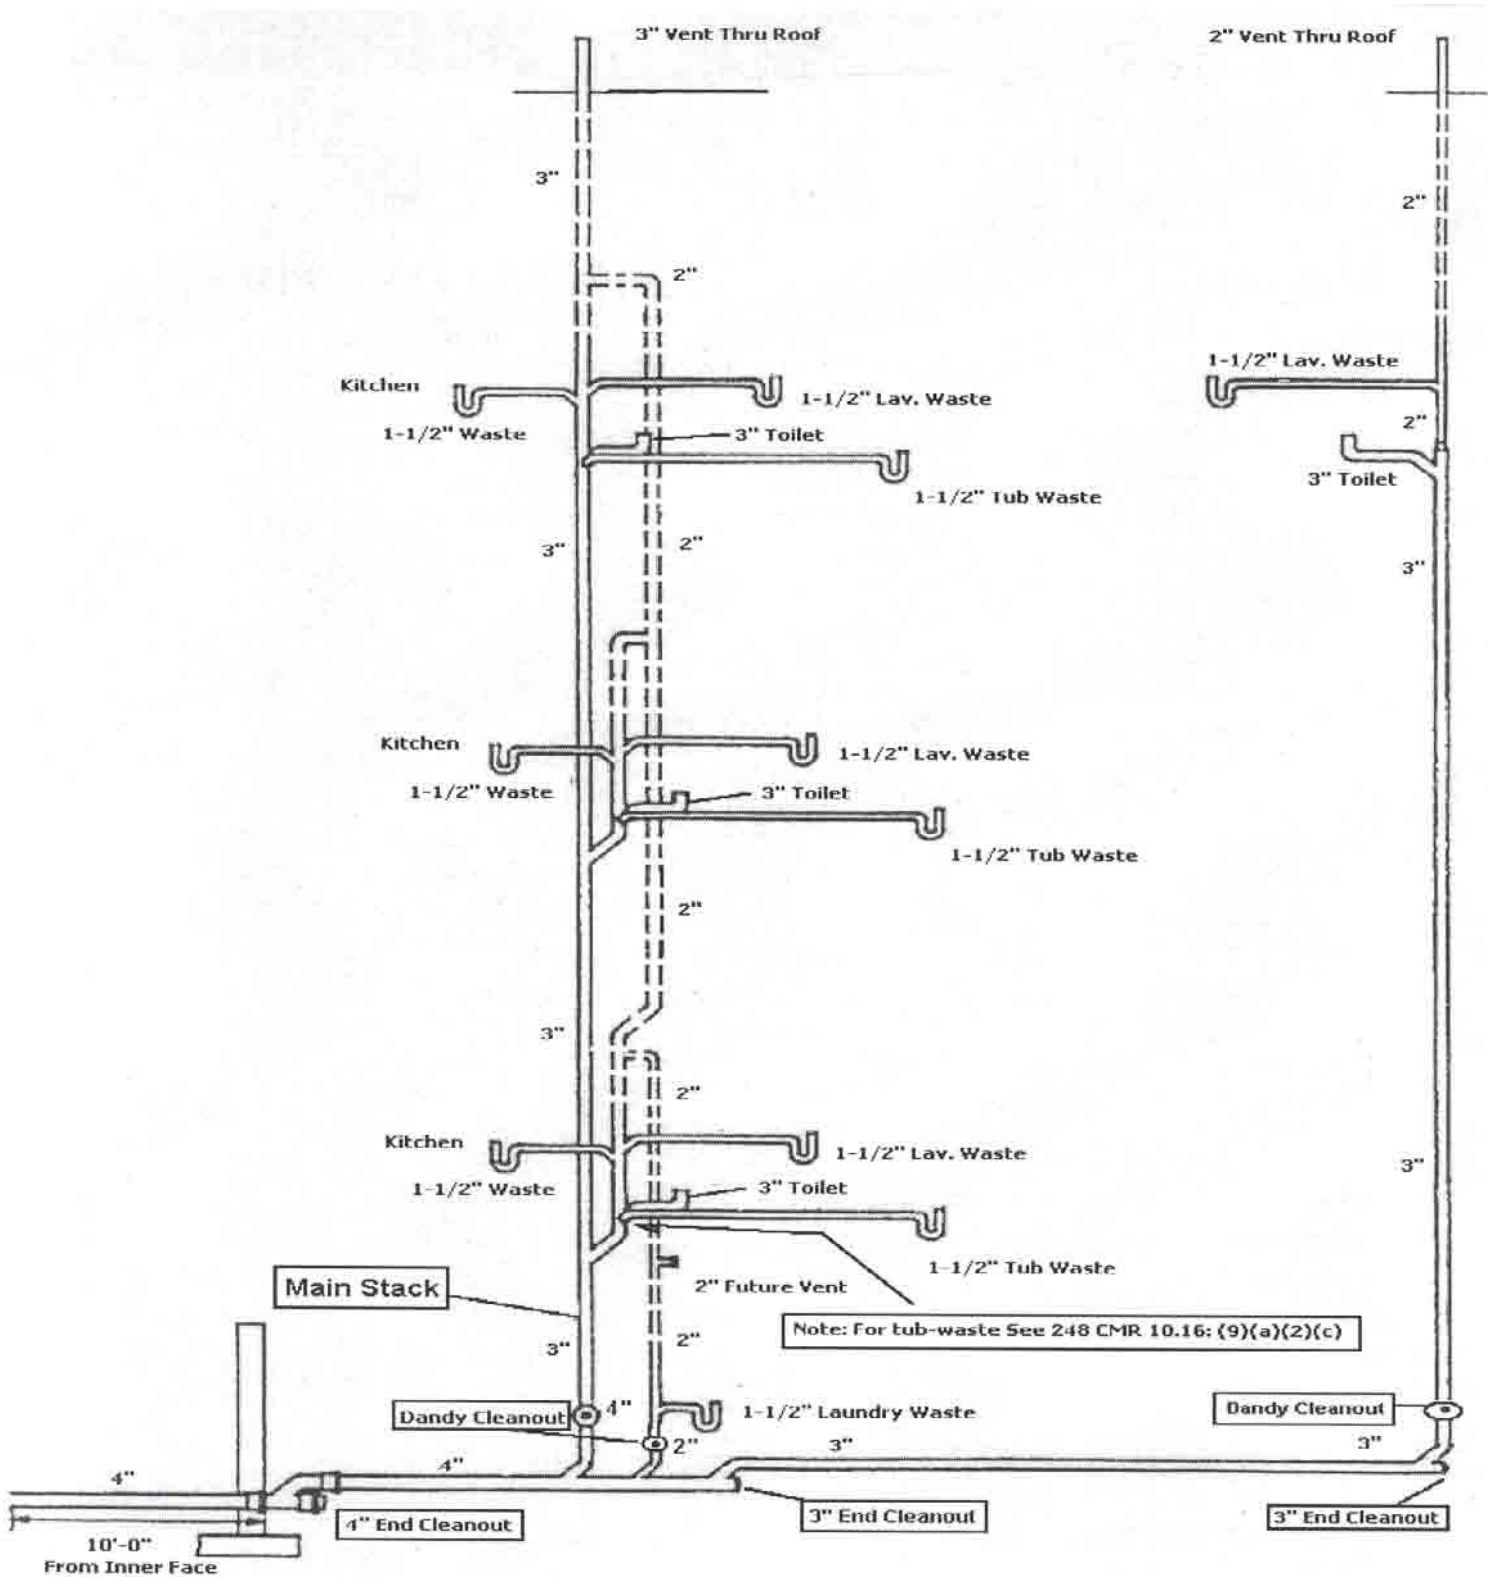 3" Vent Thru Roof
2" Vent Thru Roof
3"
2"
2"
Kitchen
1-1/2" Waste
1-1/2" Lav. Waste
3" Toilet
1-1/2" Tub Waste
1-1/2" Lav. Waste
2"
3" Toilet
3"
2"
3"
Kitchen
1-1/2" Waste
1-1/2" Lav. Waste
3" Toilet
1-1/2" Tub Waste
2"
3"
2"
Kitchen
1-1/2" Waste
1-1/2" Lav. Waste
3" Toilet
1-1/2" Tub Waste
3"
2" Future Vent
Main Stack
Note: For tub-waste See 248 CMR 10.16: (9)(a)(2)(c)
3"
2"
Dandy Cleanout
4"
1-1/2" Laundry Waste
Dandy Cleanout
2"
3"
3"
4"
4"
4" End Cleanout
3" End Cleanout
3" End Cleanout
10'-0"
From Inner Face